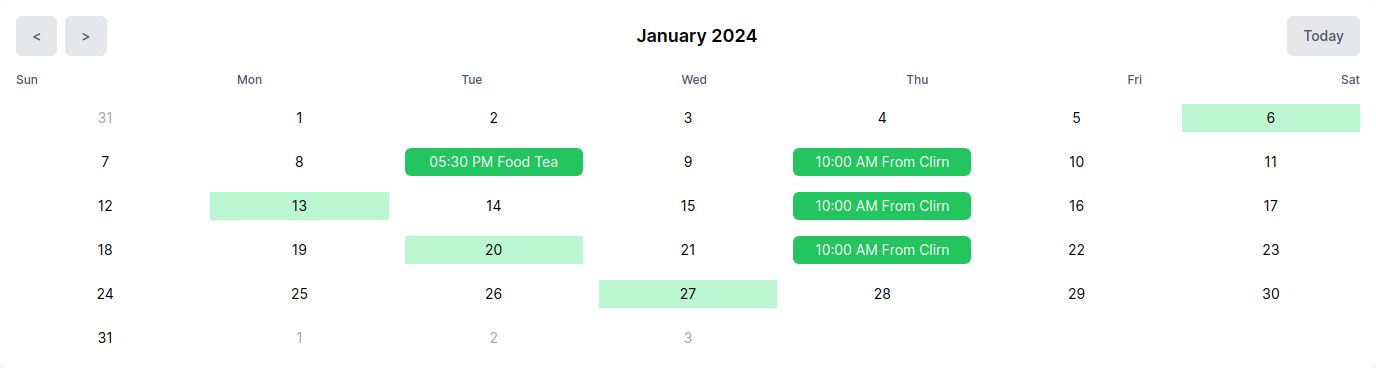 < > January 2024 Today
Sun Mon Tue Wed Thu Fri Sat
31 1 2 3 4 5 6
7 8 05:30 PM Food Tea 9 10:00 AM From Clirn 10 11
12 13 14 15 10:00 AM From Clirn 16 17
18 19 20 21 10:00 AM From Clirn 22 23
24 25 26 27 28 29 30
31 1 2 3